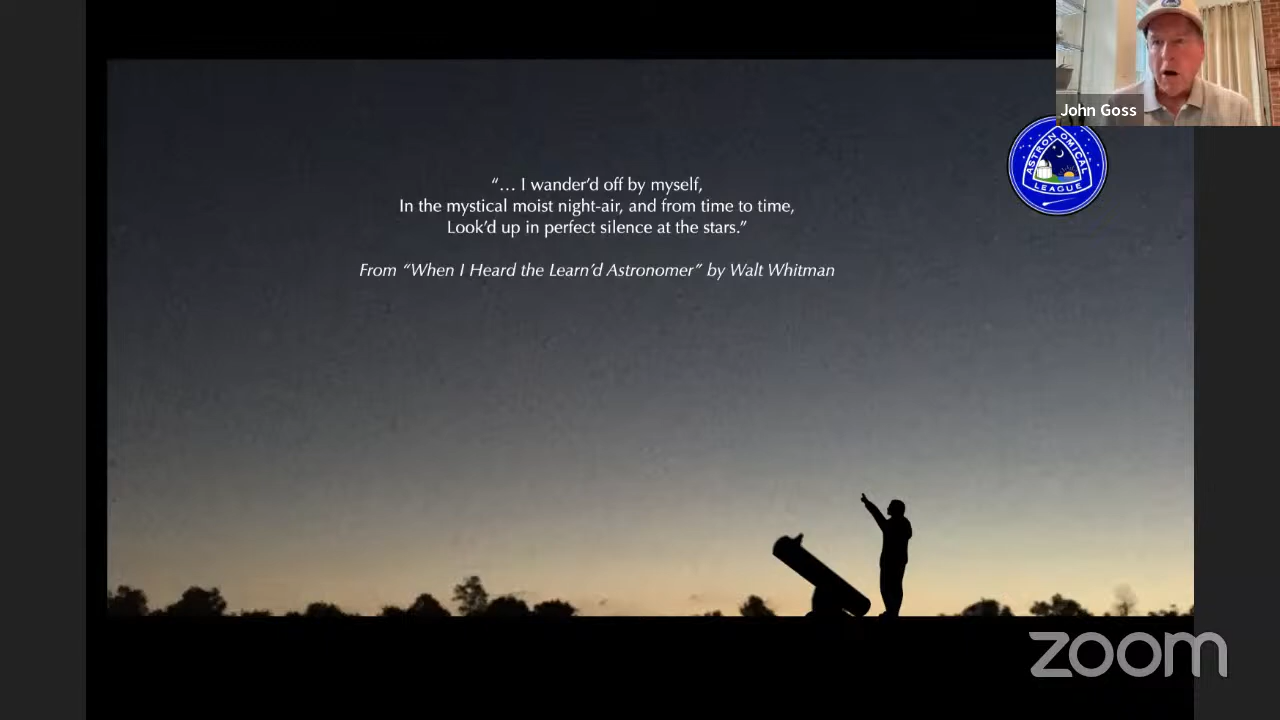 John Goss
ASTRONOMICAL
LEAGUE
“… I wander’d off by myself,
In the mystical moist night-air, and from time to time,
Look’d up in perfect silence at the stars.”
From “When I Heard the Learn’d Astronomer” by Walt Whitman
zoom